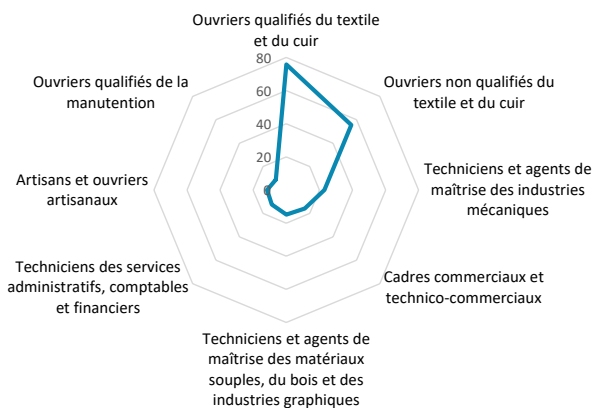 Ouvriers qualifiés du textile
et du cuir
80
60
40
20
0
Ouvriers non qualifiés du
textile et du cuir
Techniciens et agents de
maîtrise des industries
mécaniques
Cadres commerciaux et
technico-commerciaux
Techniciens et agents de
maîtrise des matériaux
souples, du bois et des
industries graphiques
Techniciens des services
administratifs, comptables
et financiers
Artisans et ouvriers
artisanaux
Ouvriers qualifiés de la
manutention